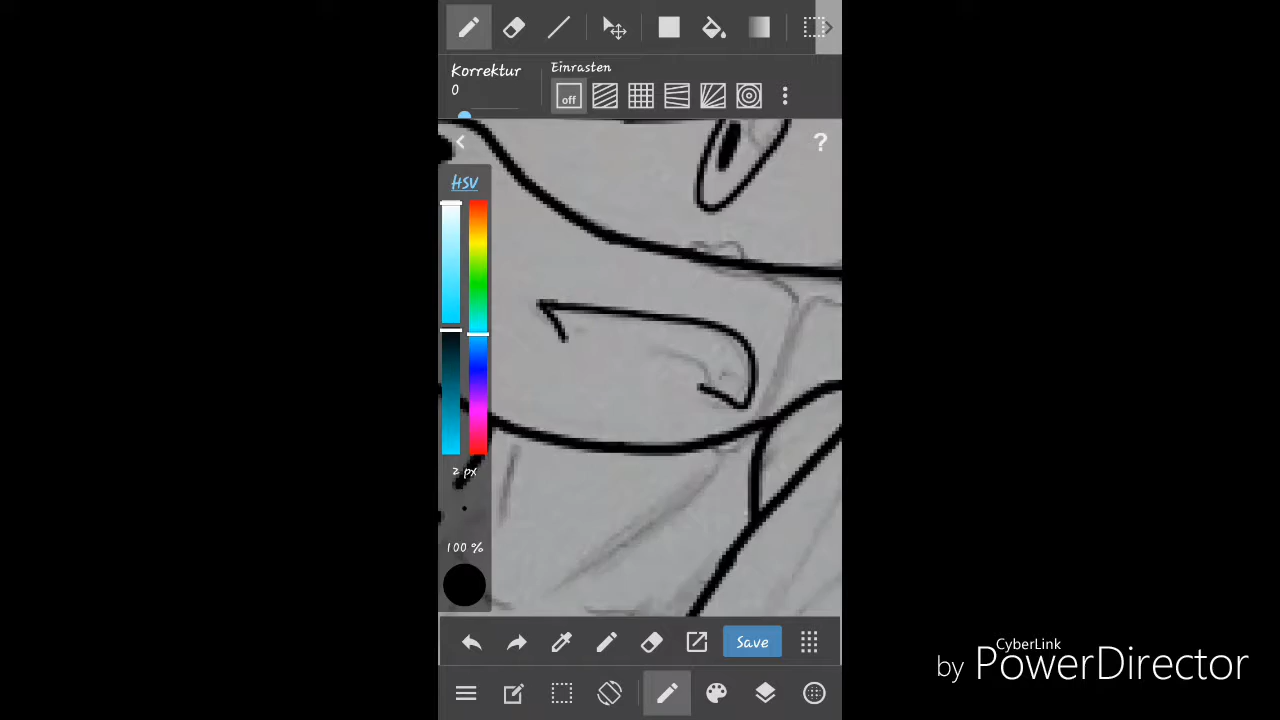 Korrektur
0
Einrasten
off
?
HSV
2 px
100 %
Save
CyberLink
by PowerDirector